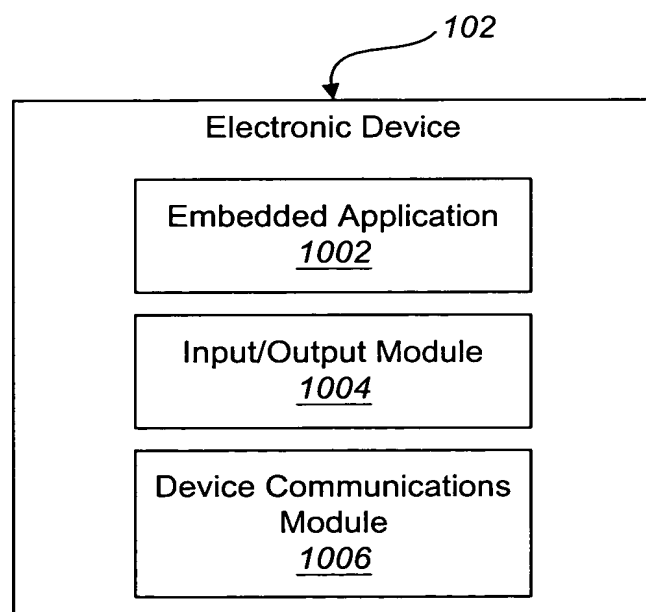 102
Electronic Device
Embedded Application
1002
Input/Output Module
1004
Device Communications
Module
1006